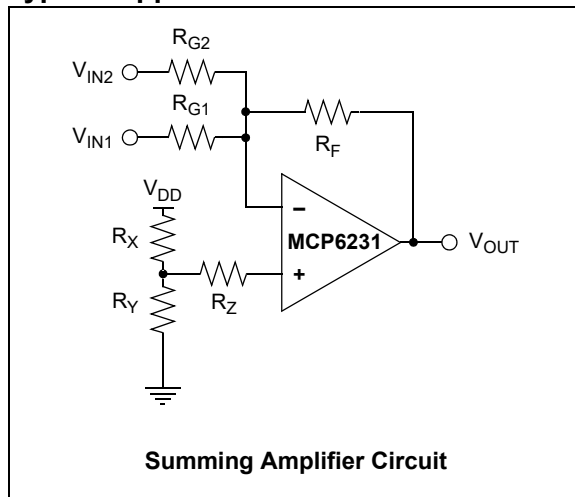 R_G2
V_IN2
R_G1
V_IN1
R_F
V_DD
R_X
MCP6231
V_OUT
R_Y
R_Z
Summing Amplifier Circuit